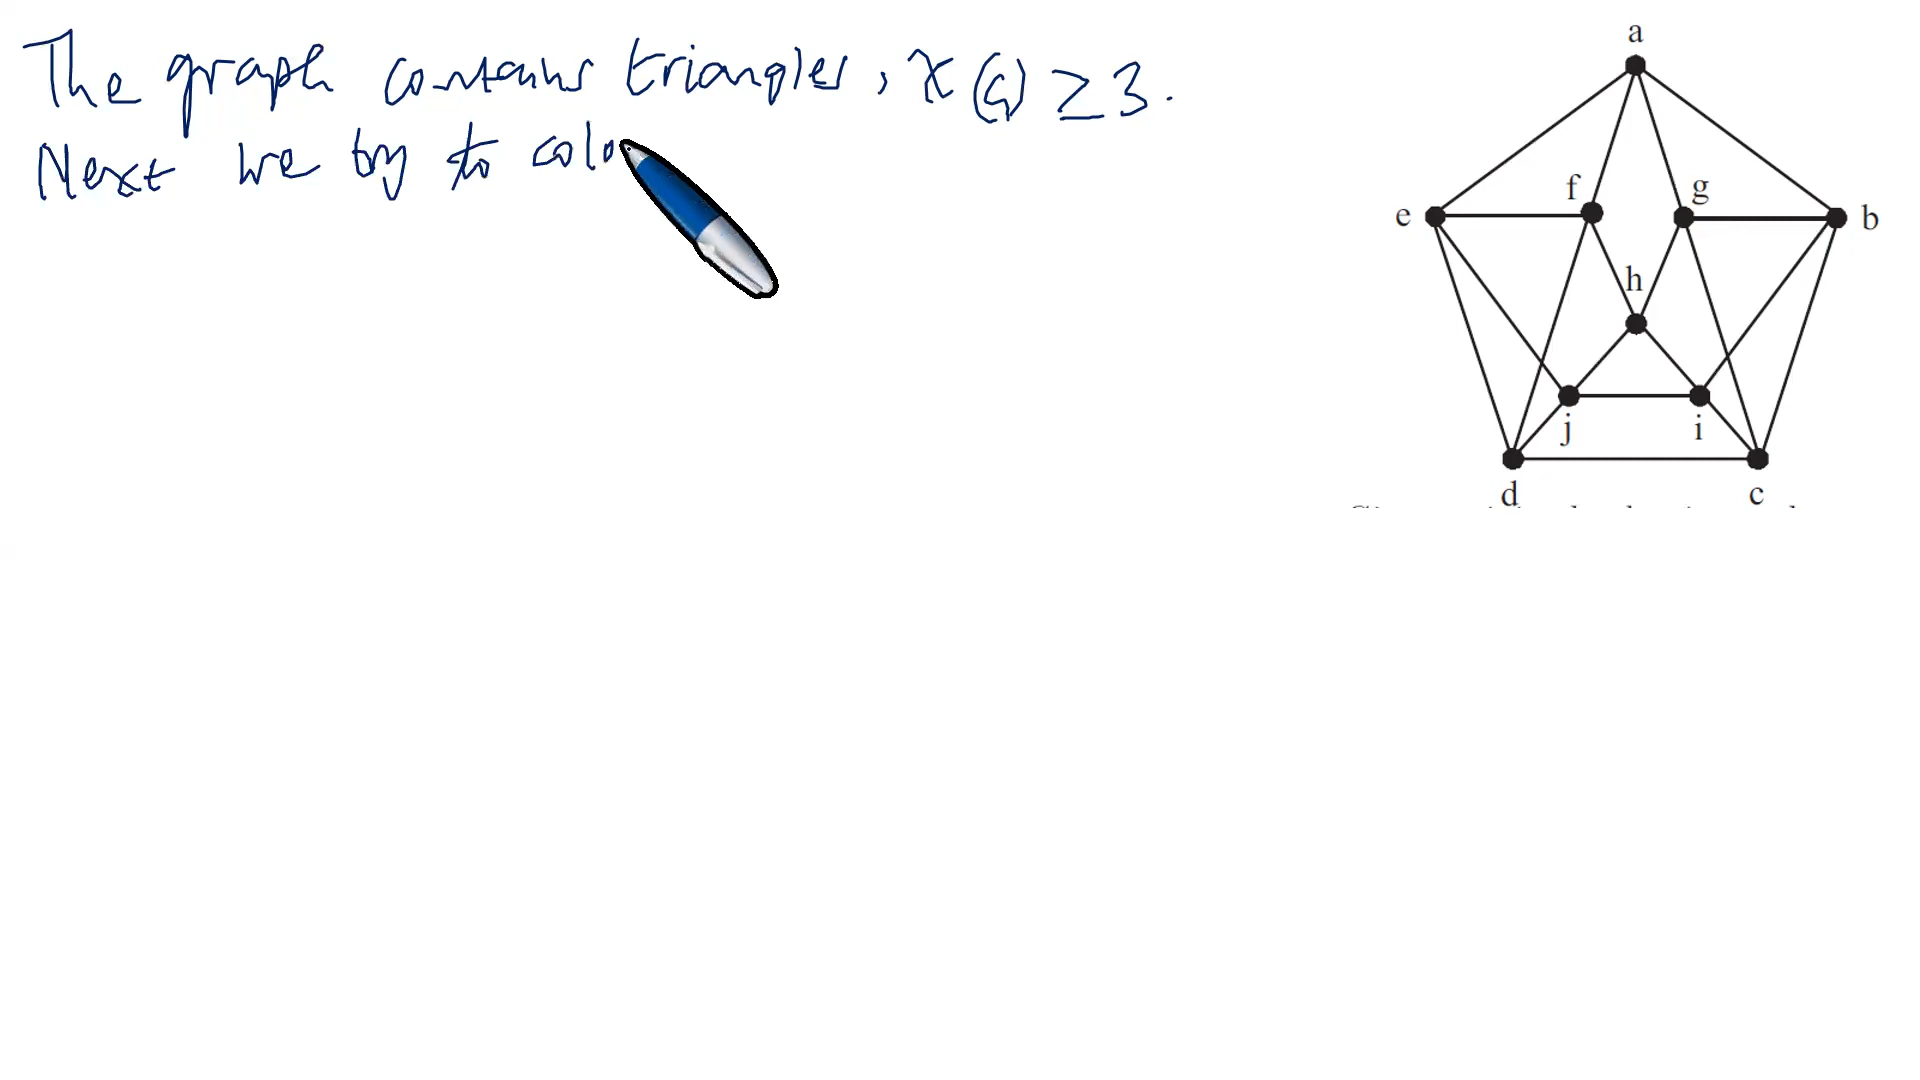 The graph contains triangles, χ(G) ≥ 3.
Next we try to colo
a
f
g
e
b
h
j
i
d
c